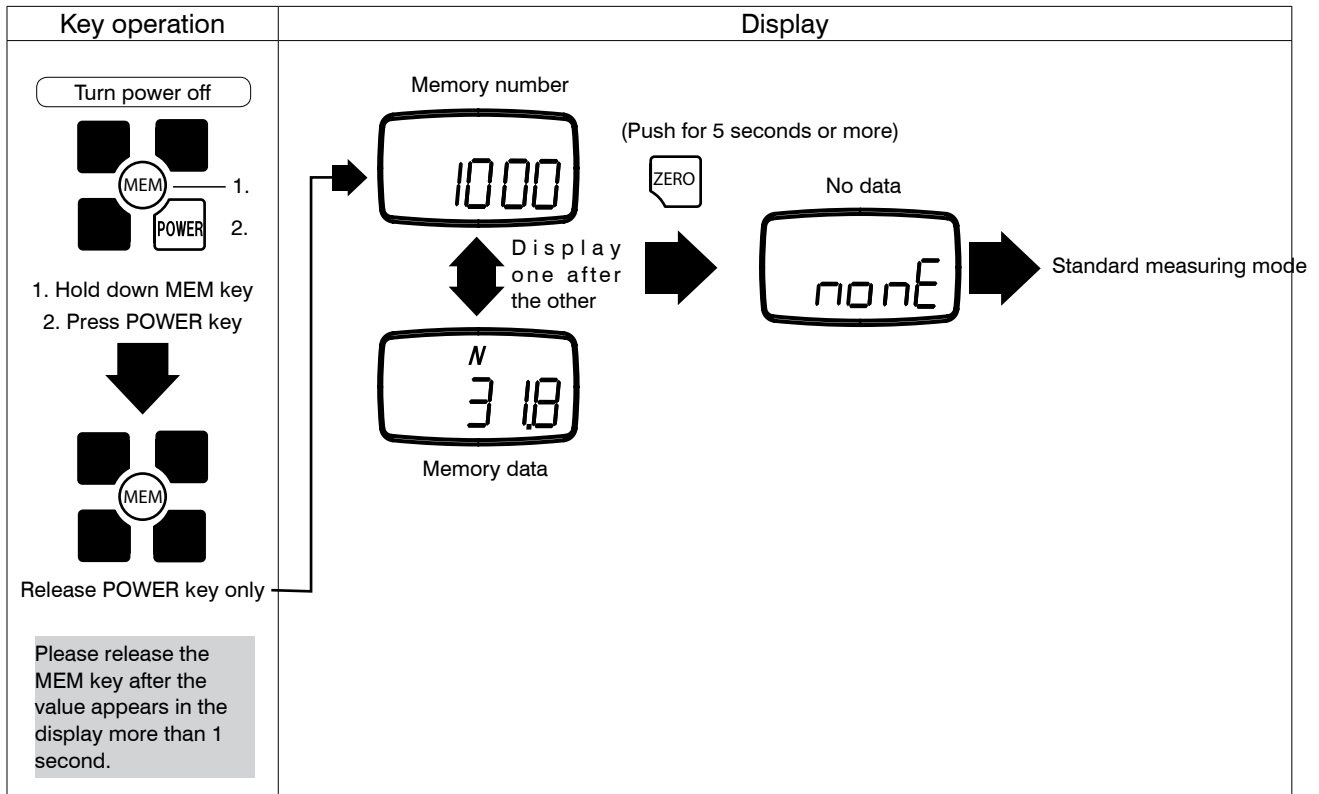 Key operation
Display
Turn power off
MEM
1.
POWER
2.
1. Hold down MEM key
2. Press POWER key
MEM
Release POWER key only
Please release the
MEM key after the
value appears in the
display more than 1
second.
Memory number
1000
Display
one after
the other
N
31.8
Memory data
(Push for 5 seconds or more)
ZERO
No data
nonE
Standard measuring mode